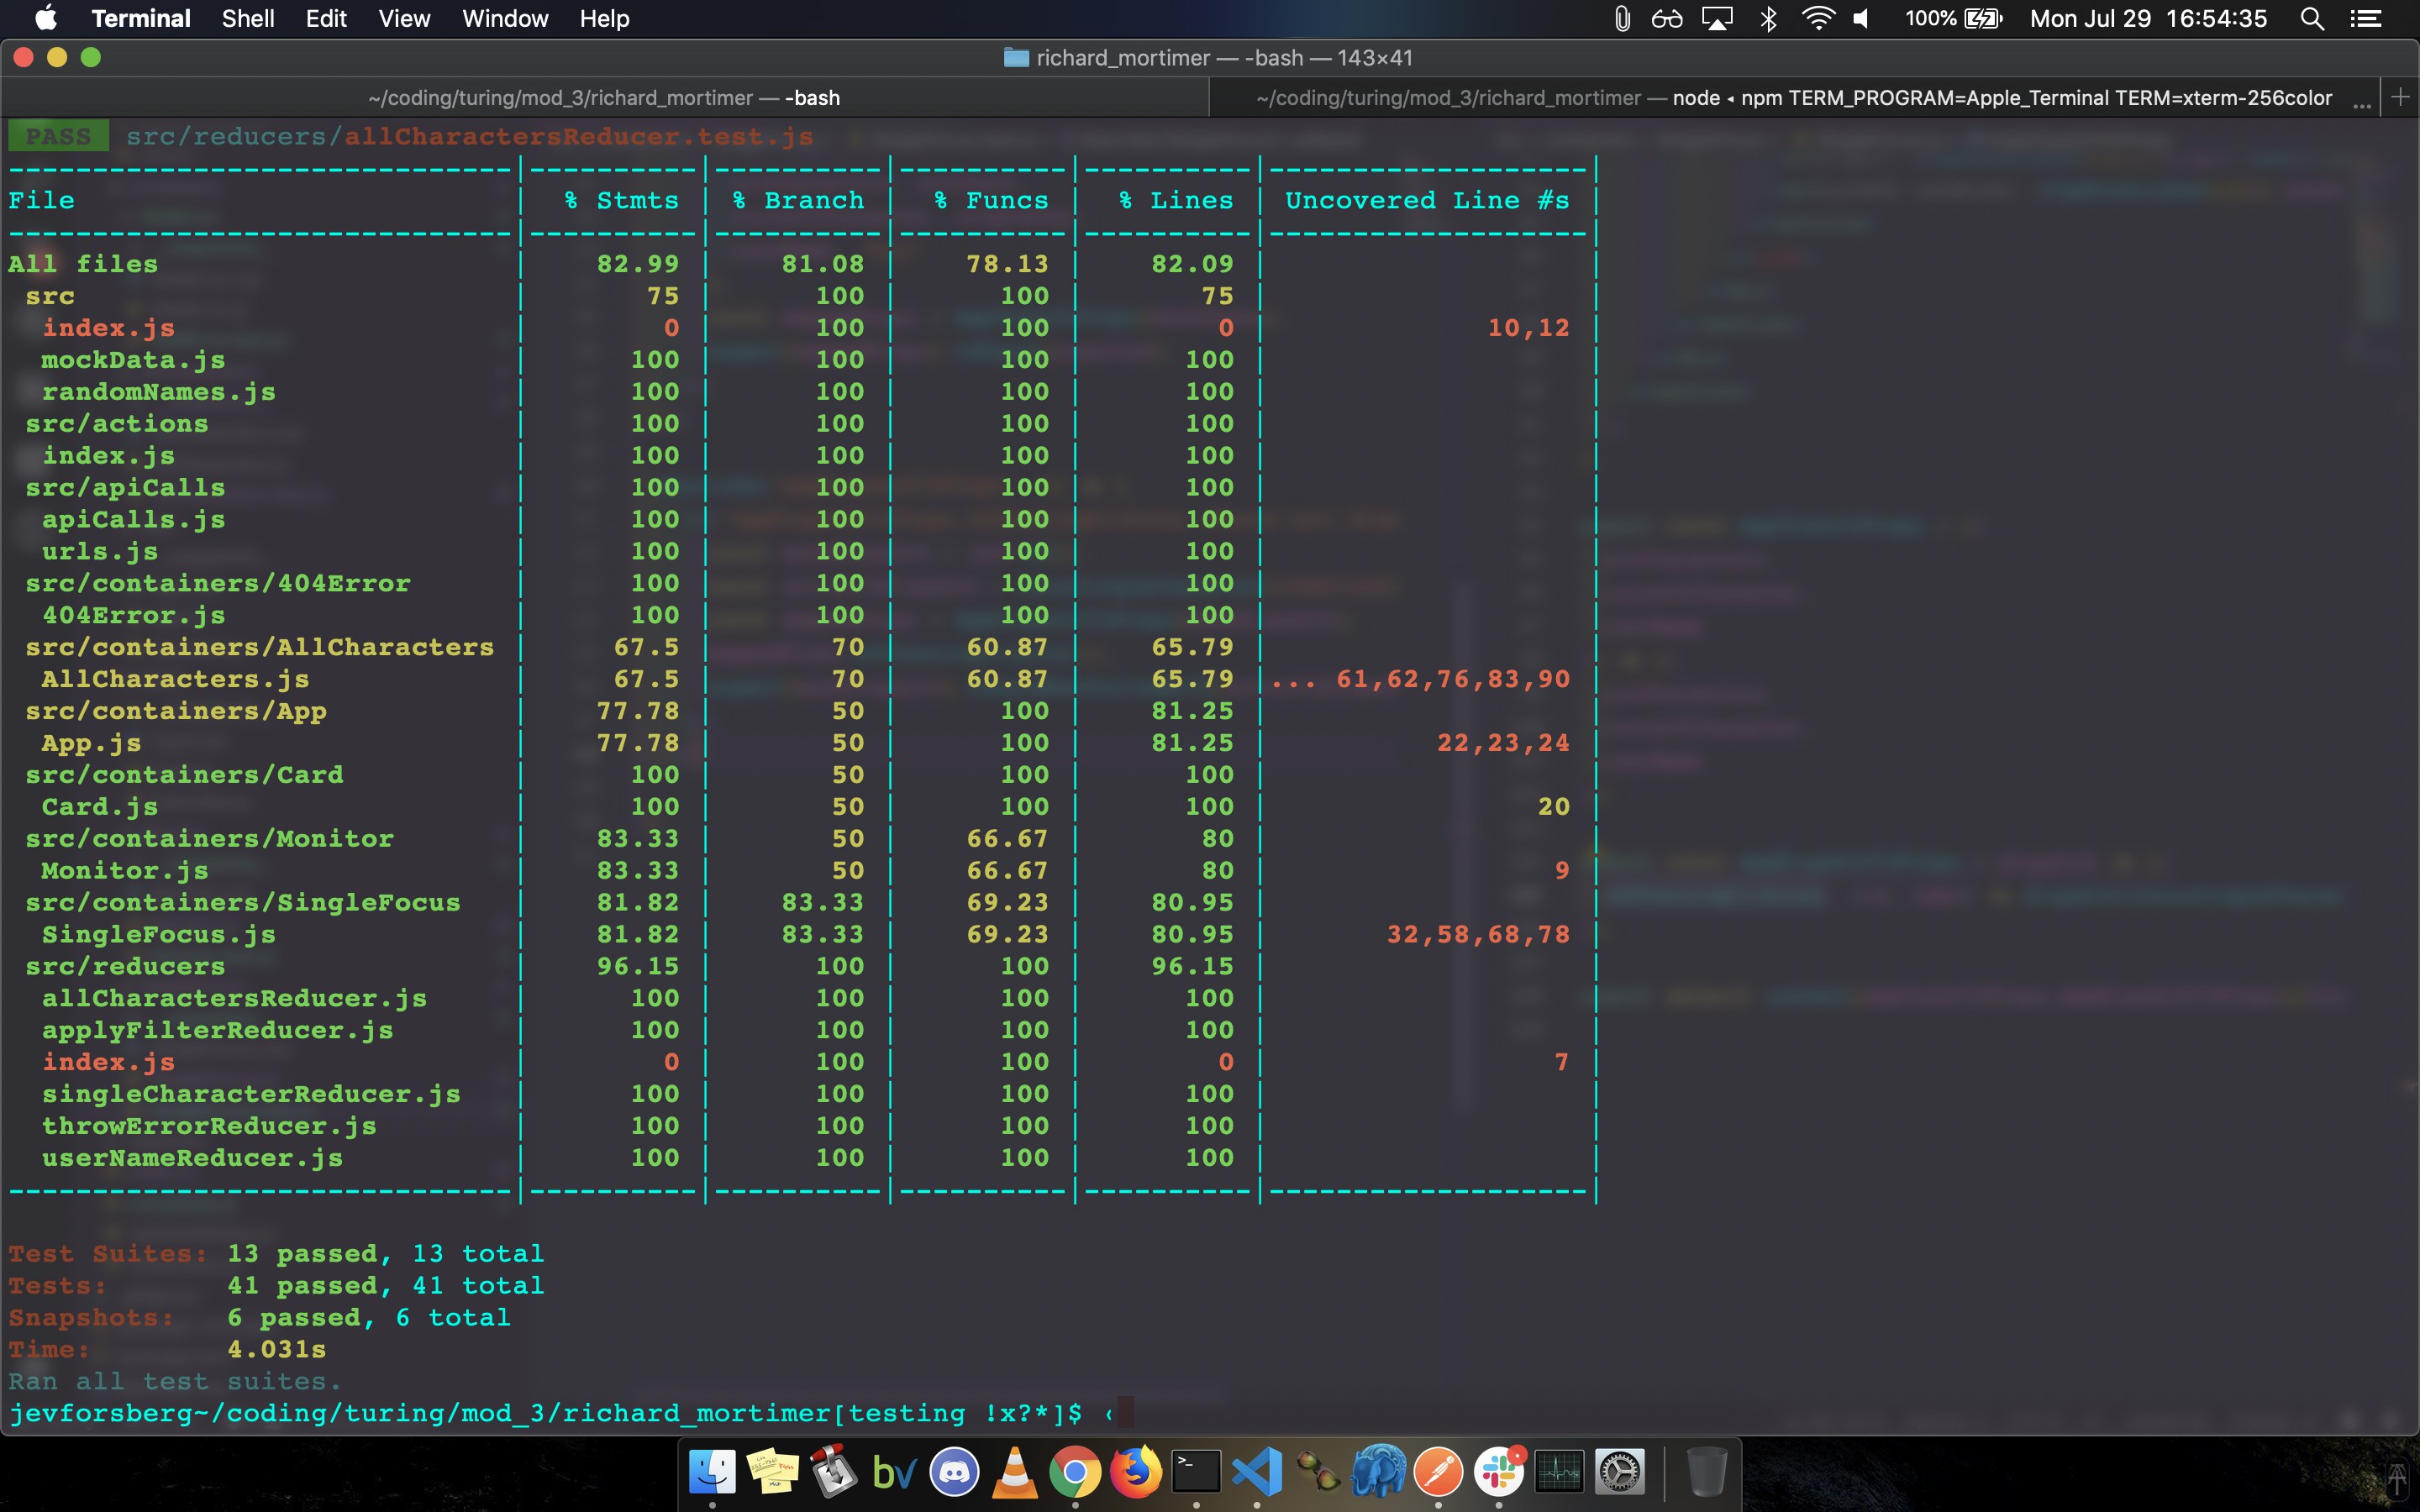 Terminal Shell Edit View Window Help 100% Mon Jul 29 16:54:35
richard_mortimer — -bash — 143×41
~/coding/turing/mod_3/richard_mortimer — -bash ~/coding/turing/mod_3/richard_mortimer — node ◂ npm TERM_PROGRAM=Apple_Terminal TERM=xterm-256color ... +
PASS src/reducers/allCharactersReducer.test.js
------------------------------|----------|----------|----------|----------|-------------------|
File | % Stmts | % Branch | % Funcs | % Lines | Uncovered Line #s |
------------------------------|----------|----------|----------|----------|-------------------|
All files | 82.99 | 81.08 | 78.13 | 82.09 | |
src | 75 | 100 | 100 | 75 | |
index.js | 0 | 100 | 100 | 0 | 10,12 |
mockData.js | 100 | 100 | 100 | 100 | |
randomNames.js | 100 | 100 | 100 | 100 | |
src/actions | 100 | 100 | 100 | 100 | |
index.js | 100 | 100 | 100 | 100 | |
src/apiCalls | 100 | 100 | 100 | 100 | |
apiCalls.js | 100 | 100 | 100 | 100 | |
urls.js | 100 | 100 | 100 | 100 | |
src/containers/404Error | 100 | 100 | 100 | 100 | |
404Error.js | 100 | 100 | 100 | 100 | |
src/containers/AllCharacters | 67.5 | 70 | 60.87 | 65.79 | |
AllCharacters.js | 67.5 | 70 | 60.87 | 65.79 | ... 61,62,76,83,90 |
src/containers/App | 77.78 | 50 | 100 | 81.25 | |
App.js | 77.78 | 50 | 100 | 81.25 | 22,23,24 |
src/containers/Card | 100 | 50 | 100 | 100 | |
Card.js | 100 | 50 | 100 | 100 | 20 |
src/containers/Monitor | 83.33 | 50 | 66.67 | 80 | |
Monitor.js | 83.33 | 50 | 66.67 | 80 | 9 |
src/containers/SingleFocus | 81.82 | 83.33 | 69.23 | 80.95 | |
SingleFocus.js | 81.82 | 83.33 | 69.23 | 80.95 | 32,58,68,78 |
src/reducers | 96.15 | 100 | 100 | 96.15 | |
allCharactersReducer.js | 100 | 100 | 100 | 100 | |
applyFilterReducer.js | 100 | 100 | 100 | 100 | |
index.js | 0 | 100 | 100 | 0 | 7 |
singleCharacterReducer.js | 100 | 100 | 100 | 100 | |
throwErrorReducer.js | 100 | 100 | 100 | 100 | |
userNameReducer.js | 100 | 100 | 100 | 100 | |
------------------------------|----------|----------|----------|----------|-------------------|
Test Suites: 13 passed, 13 total
Tests: 41 passed, 41 total
Snapshots: 6 passed, 6 total
Time: 4.031s
Ran all test suites.
jevforsberg~/coding/turing/mod_3/richard_mortimer[testing !x?*]$ ‹
bv